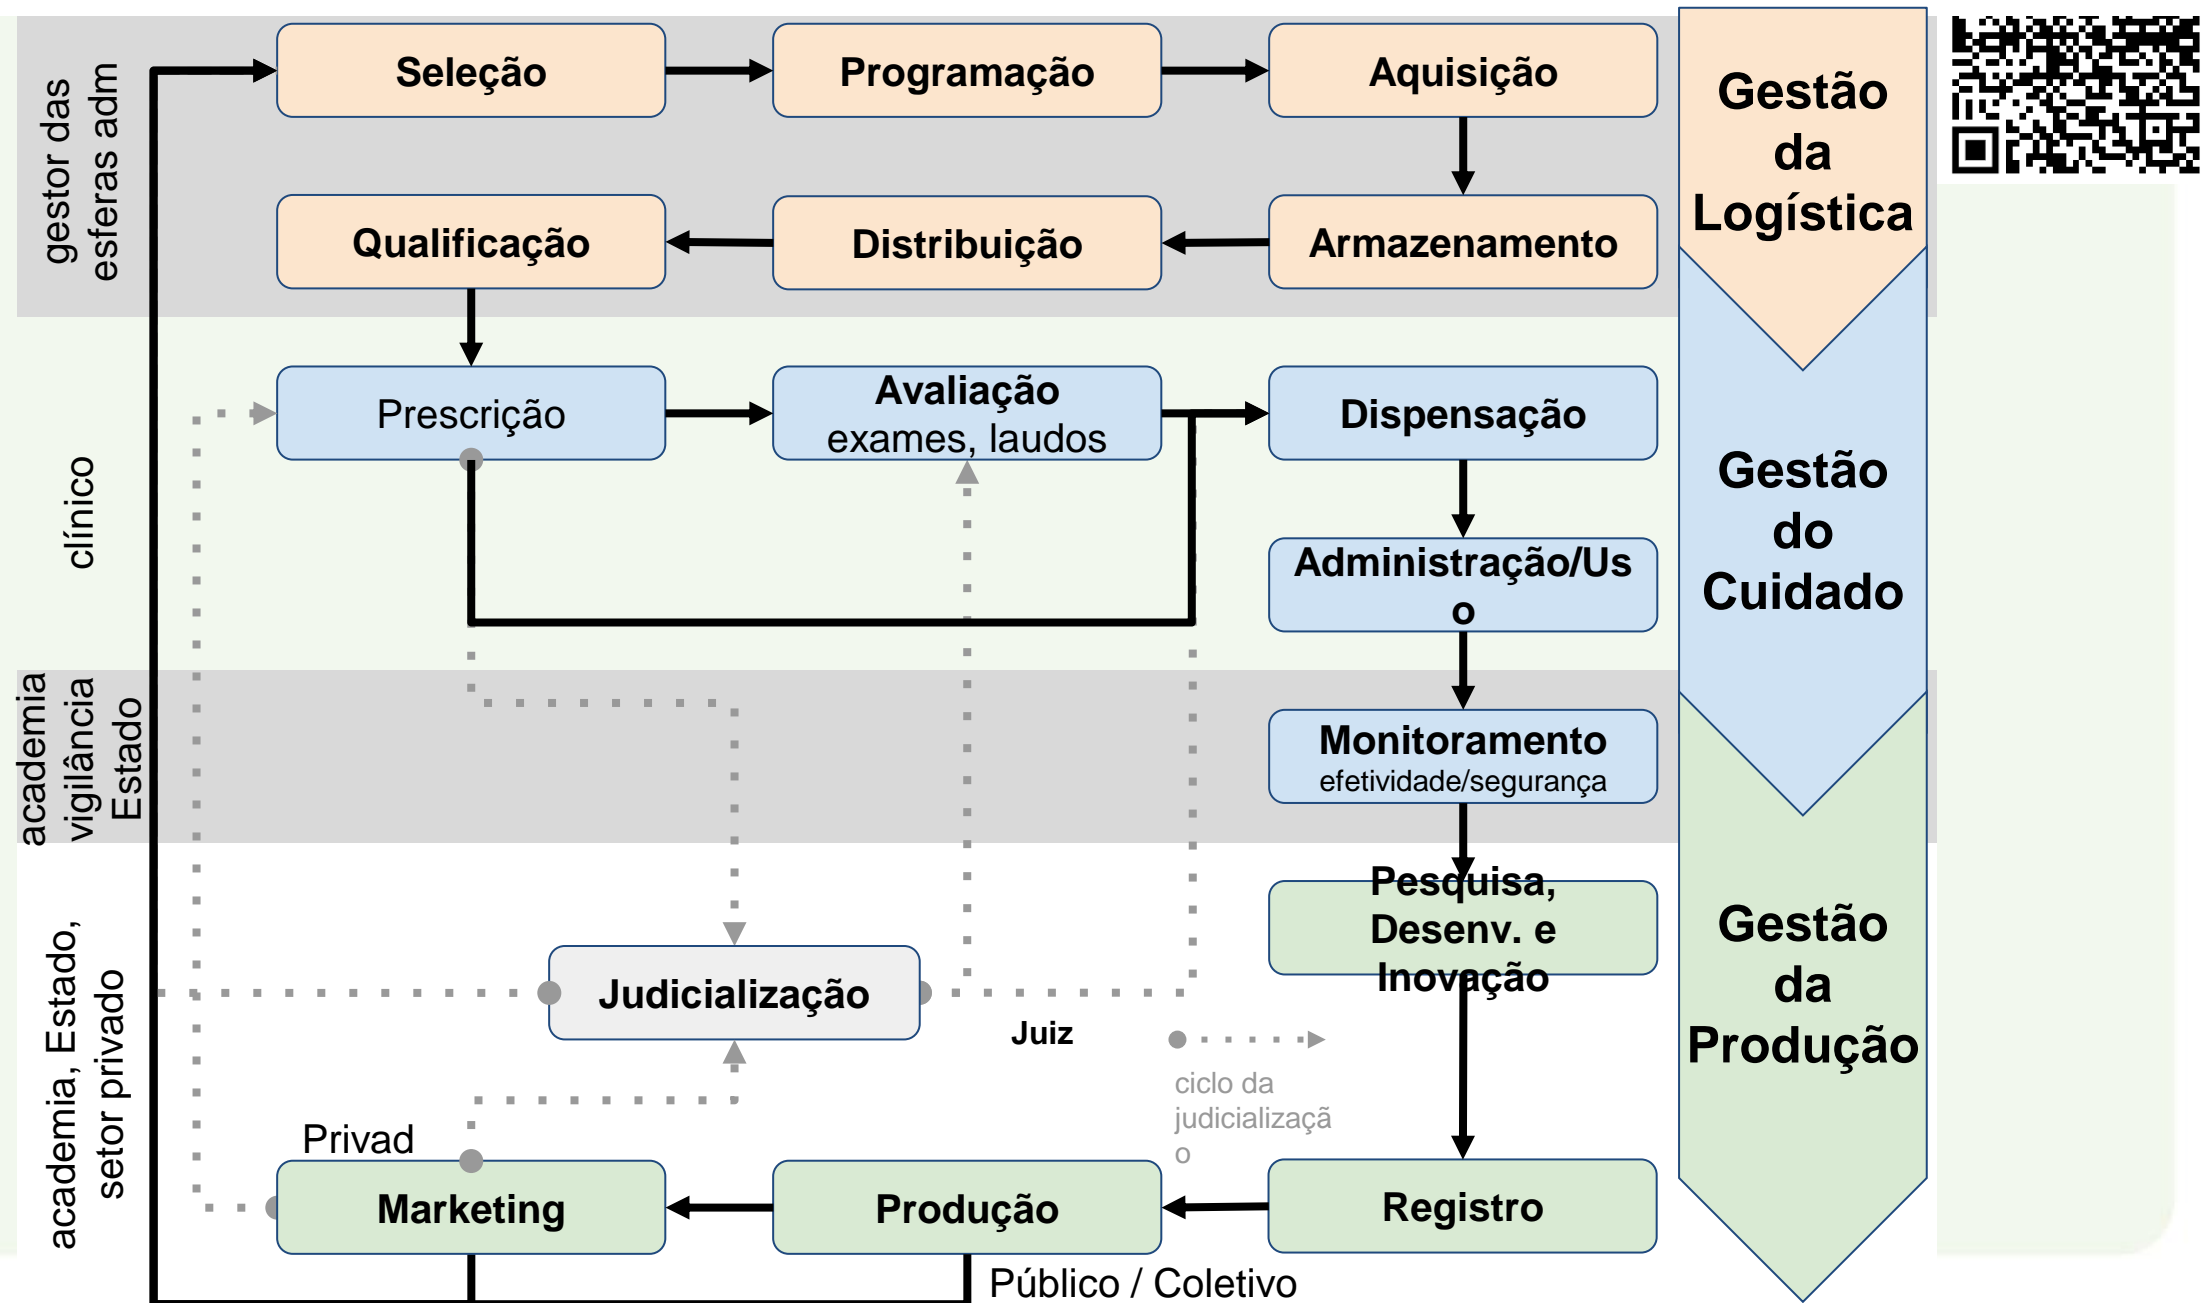 gestor das
esferas adm
Seleção
Programação
Aquisição
Gestão
da
Logística
Qualificação
Distribuição
Armazenamento
clínico
Prescrição
Avaliação
exames, laudos
Dispensação
Gestão
do
Cuidado
Administração/Us
o
academia
vigilância
Estado
Monitoramento
efetividade/segurança
academia, Estado,
setor privado
Pesquisa,
Desenv. e
Inovação
Gestão
da
Produção
Judicialização
Juiz
ciclo da
judicializaçã
o
Privad
Marketing
Produção
Registro
Público / Coletivo